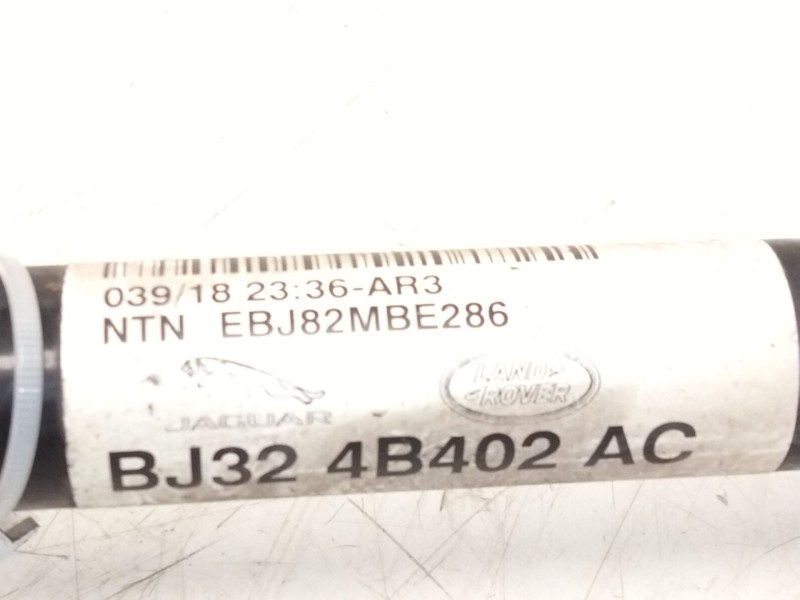 039/18 23:36-AR3
NTN EBJ82MBE286
JAGUAR
LAND-
ROVER
BJ32 4B402 AC